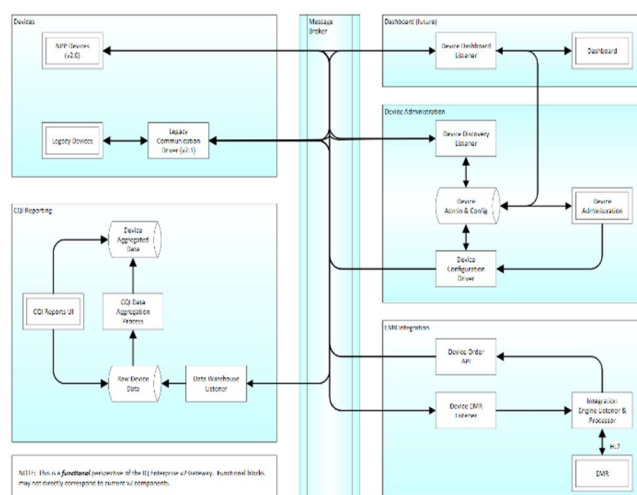 Devices
NPP Devices
(v2.0)
Legacy Devices
Legacy
Communication
Driver (v2.1)
Message
Broker
Dashboard (future)
Device Dashboard
Listener
Dashboard
Device Administration
Device Discovery
Listener
Device
Admin & Config
Device
Administration
Device
Configuration
Driver
CQI Reporting
Device
Aggregated
Data
CQI Reports UI
CQI Data
Aggregation
Process
Raw Device
Data
Data Warehouse
Listener
EMR Integration
Device Order
API
Device EMR
Listener
Integration
Engine Listener &
Processor
HL7
EMR
NOTE: This is a functional perspective of the IQ Enterprise v2 Gateway. Functional blocks
may not directly correspond to current v2 components.